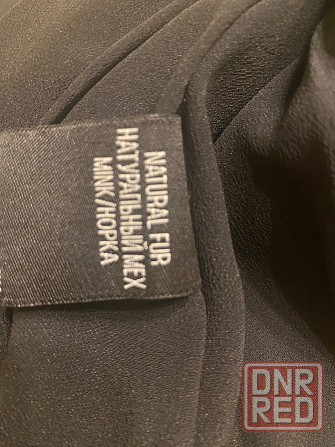 NATURAL FUR
НАТУРАЛЬНЫЙ МЕХ
MINK/НОРКА
DNR
RED